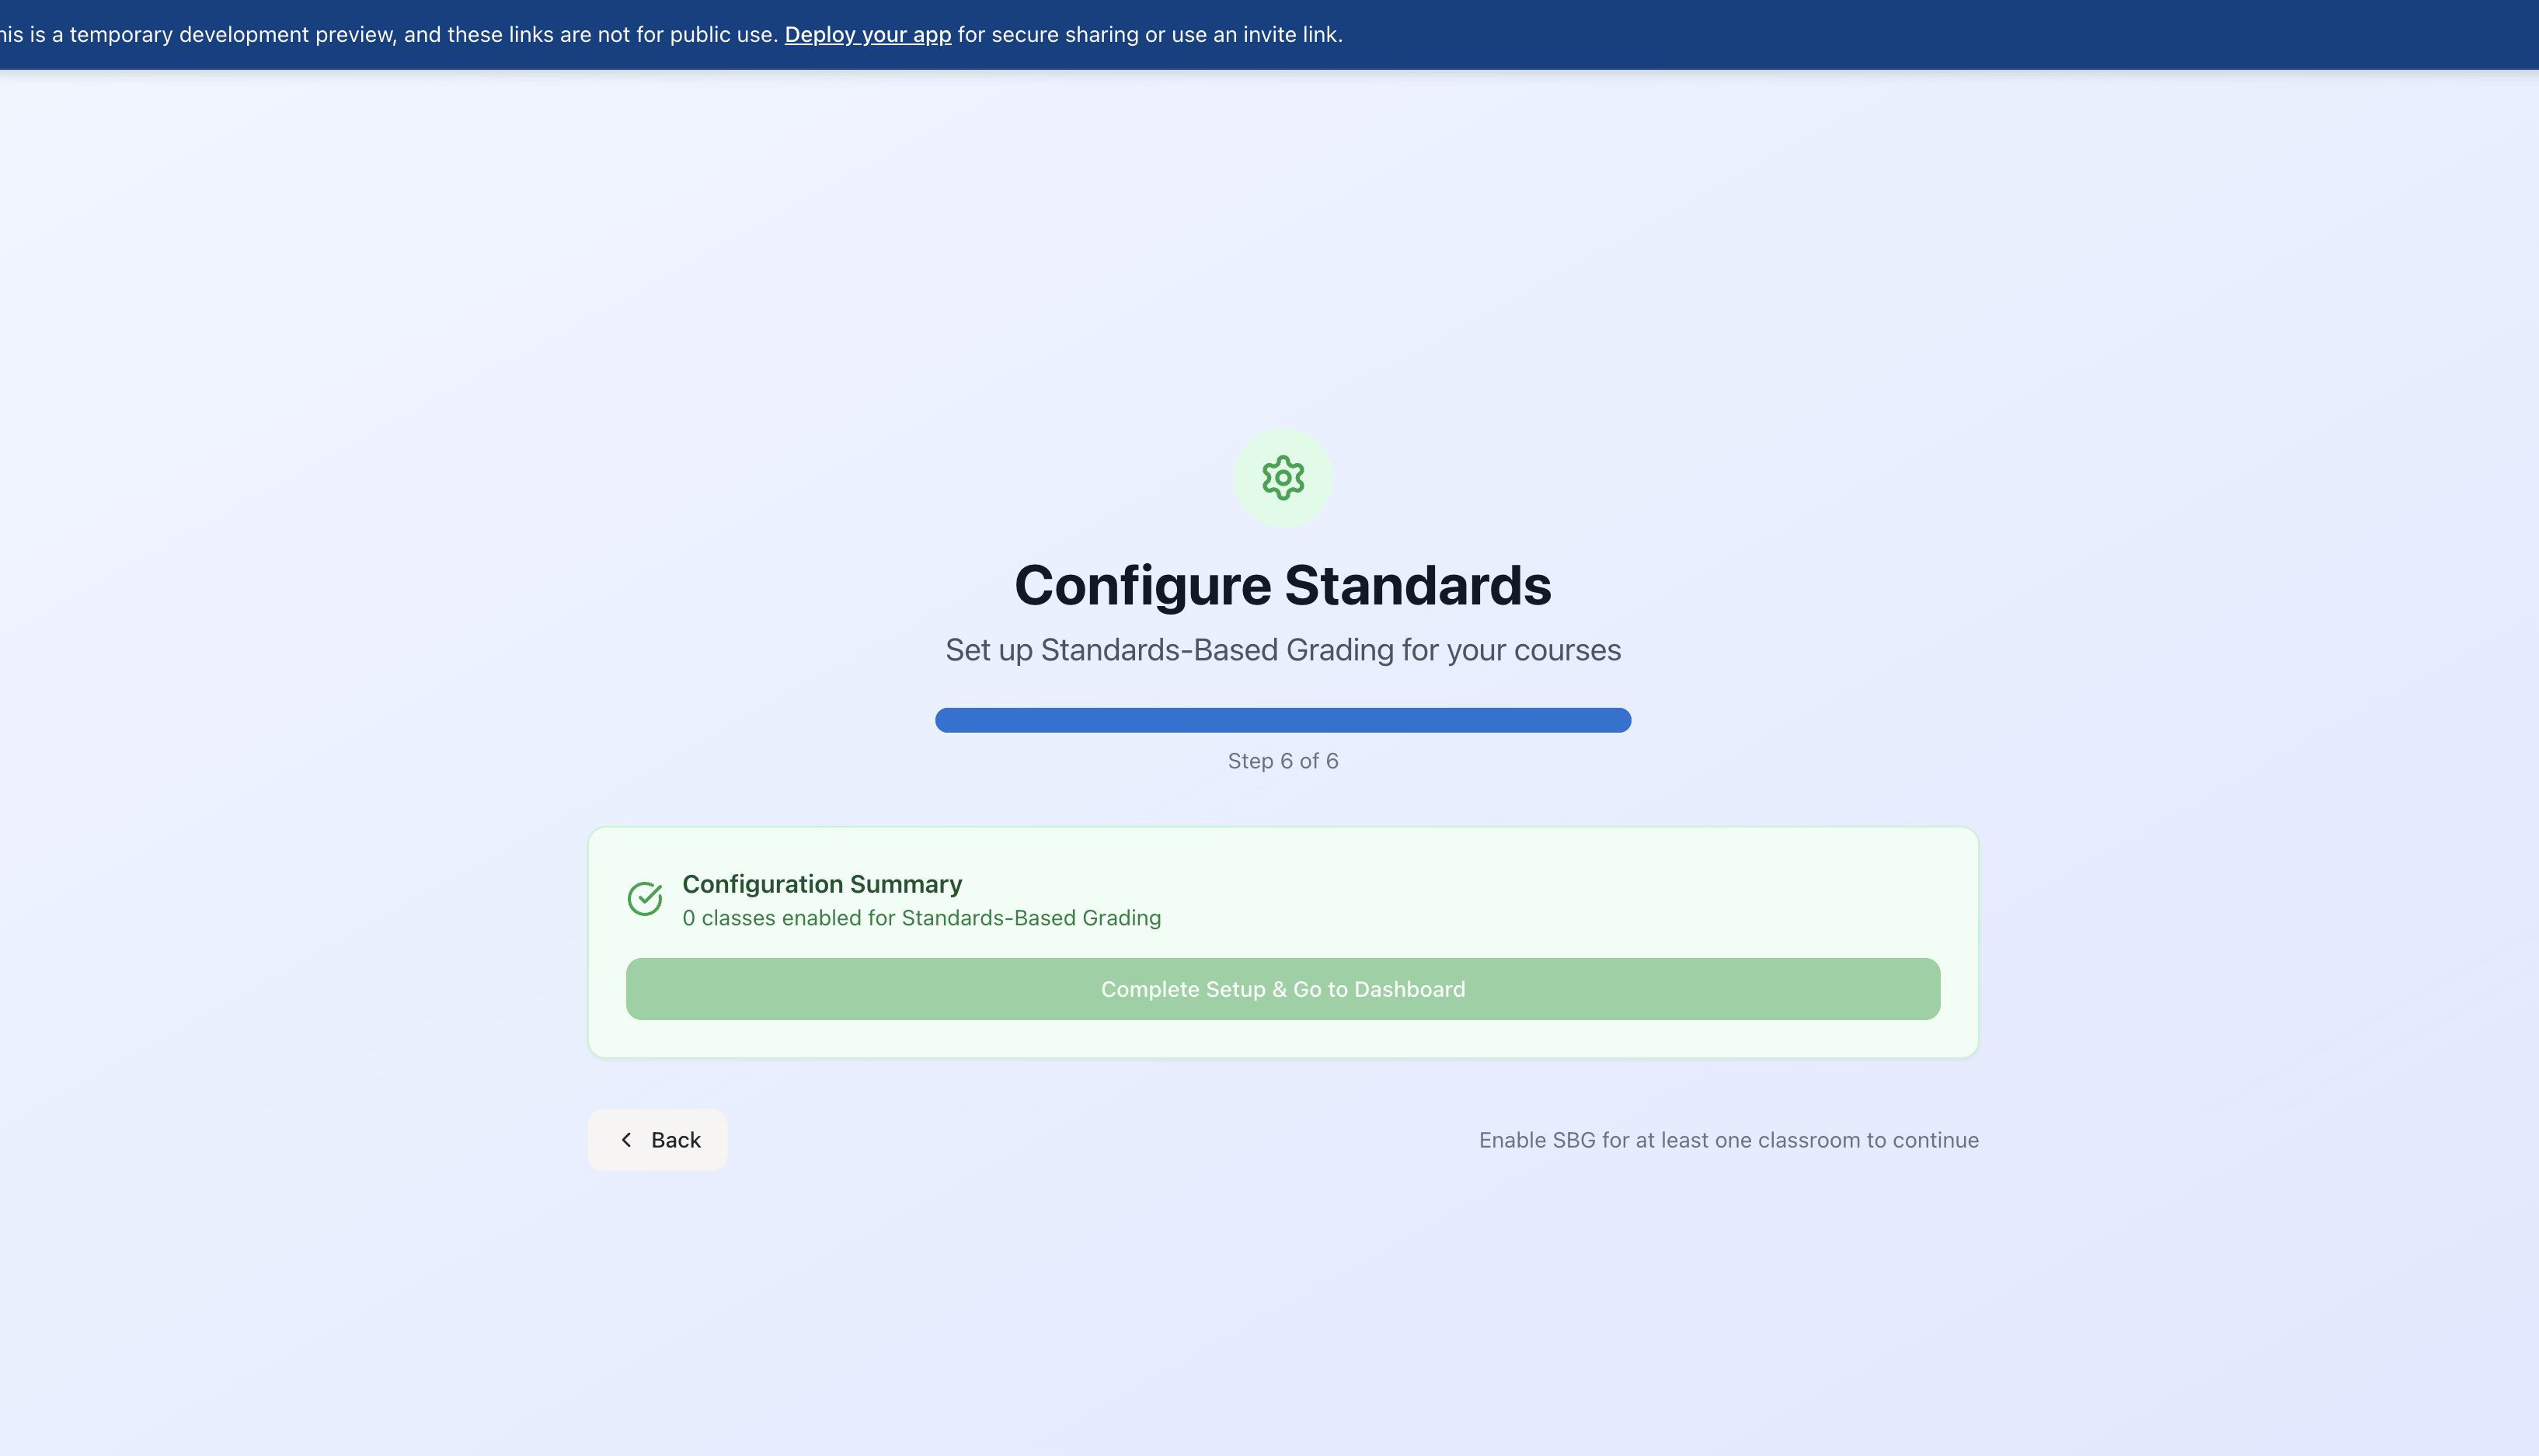 his is a temporary development preview, and these links are not for public use. Deploy your app for secure sharing or use an invite link.
Configure Standards
Set up Standards-Based Grading for your courses
Step 6 of 6
Configuration Summary
0 classes enabled for Standards-Based Grading
Complete Setup & Go to Dashboard
Back
Enable SBG for at least one classroom to continue